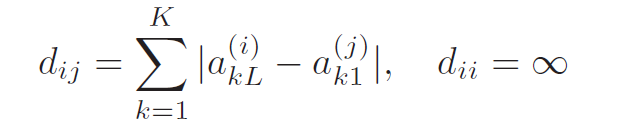 $d_{ij} = \sum_{k=1}^{K} |a_{kL}^{(i)} - a_{k1}^{(j)}|, \quad d_{ii} = \infty$